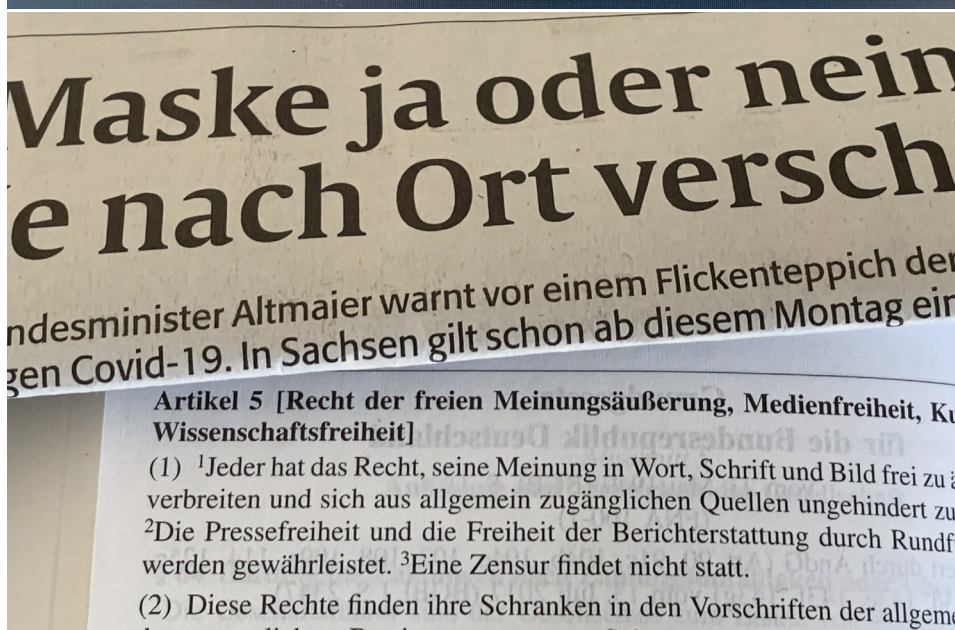 Maske ja oder nein
e nach Ort versch
ndesminister Altmaier warnt vor einem Flickenteppich der
gen Covid-19. In Sachsen gilt schon ab diesem Montag ein
Artikel 5 [Recht der freien Meinungsäußerung, Medienfreiheit, Ku
Wissenschaftsfreiheit]
(1) ¹Jeder hat das Recht, seine Meinung in Wort, Schrift und Bild frei zu ä
verbreiten und sich aus allgemein zugänglichen Quellen ungehindert zu
²Die Pressefreiheit und die Freiheit der Berichterstattung durch Rundf
werden gewährleistet. ³Eine Zensur findet nicht statt.
(2) Diese Rechte finden ihre Schranken in den Vorschriften der allgeme